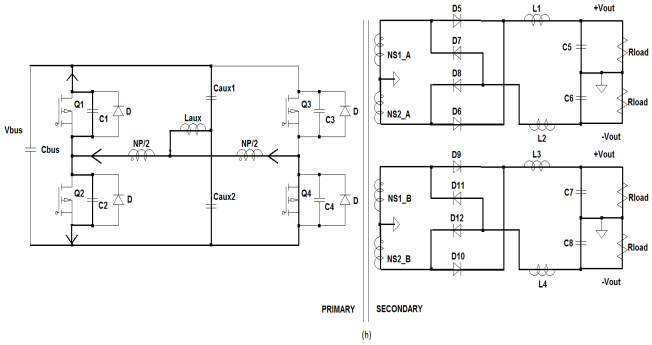 D5 L1 +Vout
NS1_A D7 C5 Rload
D8
NS2_A D6 C6 Rload
L2 -Vout
Q1 C1 D Caux1 Q3 C3 D
Laux
Vbus Cbus NP/2 NP/2
Q2 C2 D Caux2 Q4 C4 D
D9 L3 +Vout
NS1_B D11 C7 Rload
D12
NS2_B D10 C8 Rload
L4 -Vout
PRIMARY SECONDARY
(h)